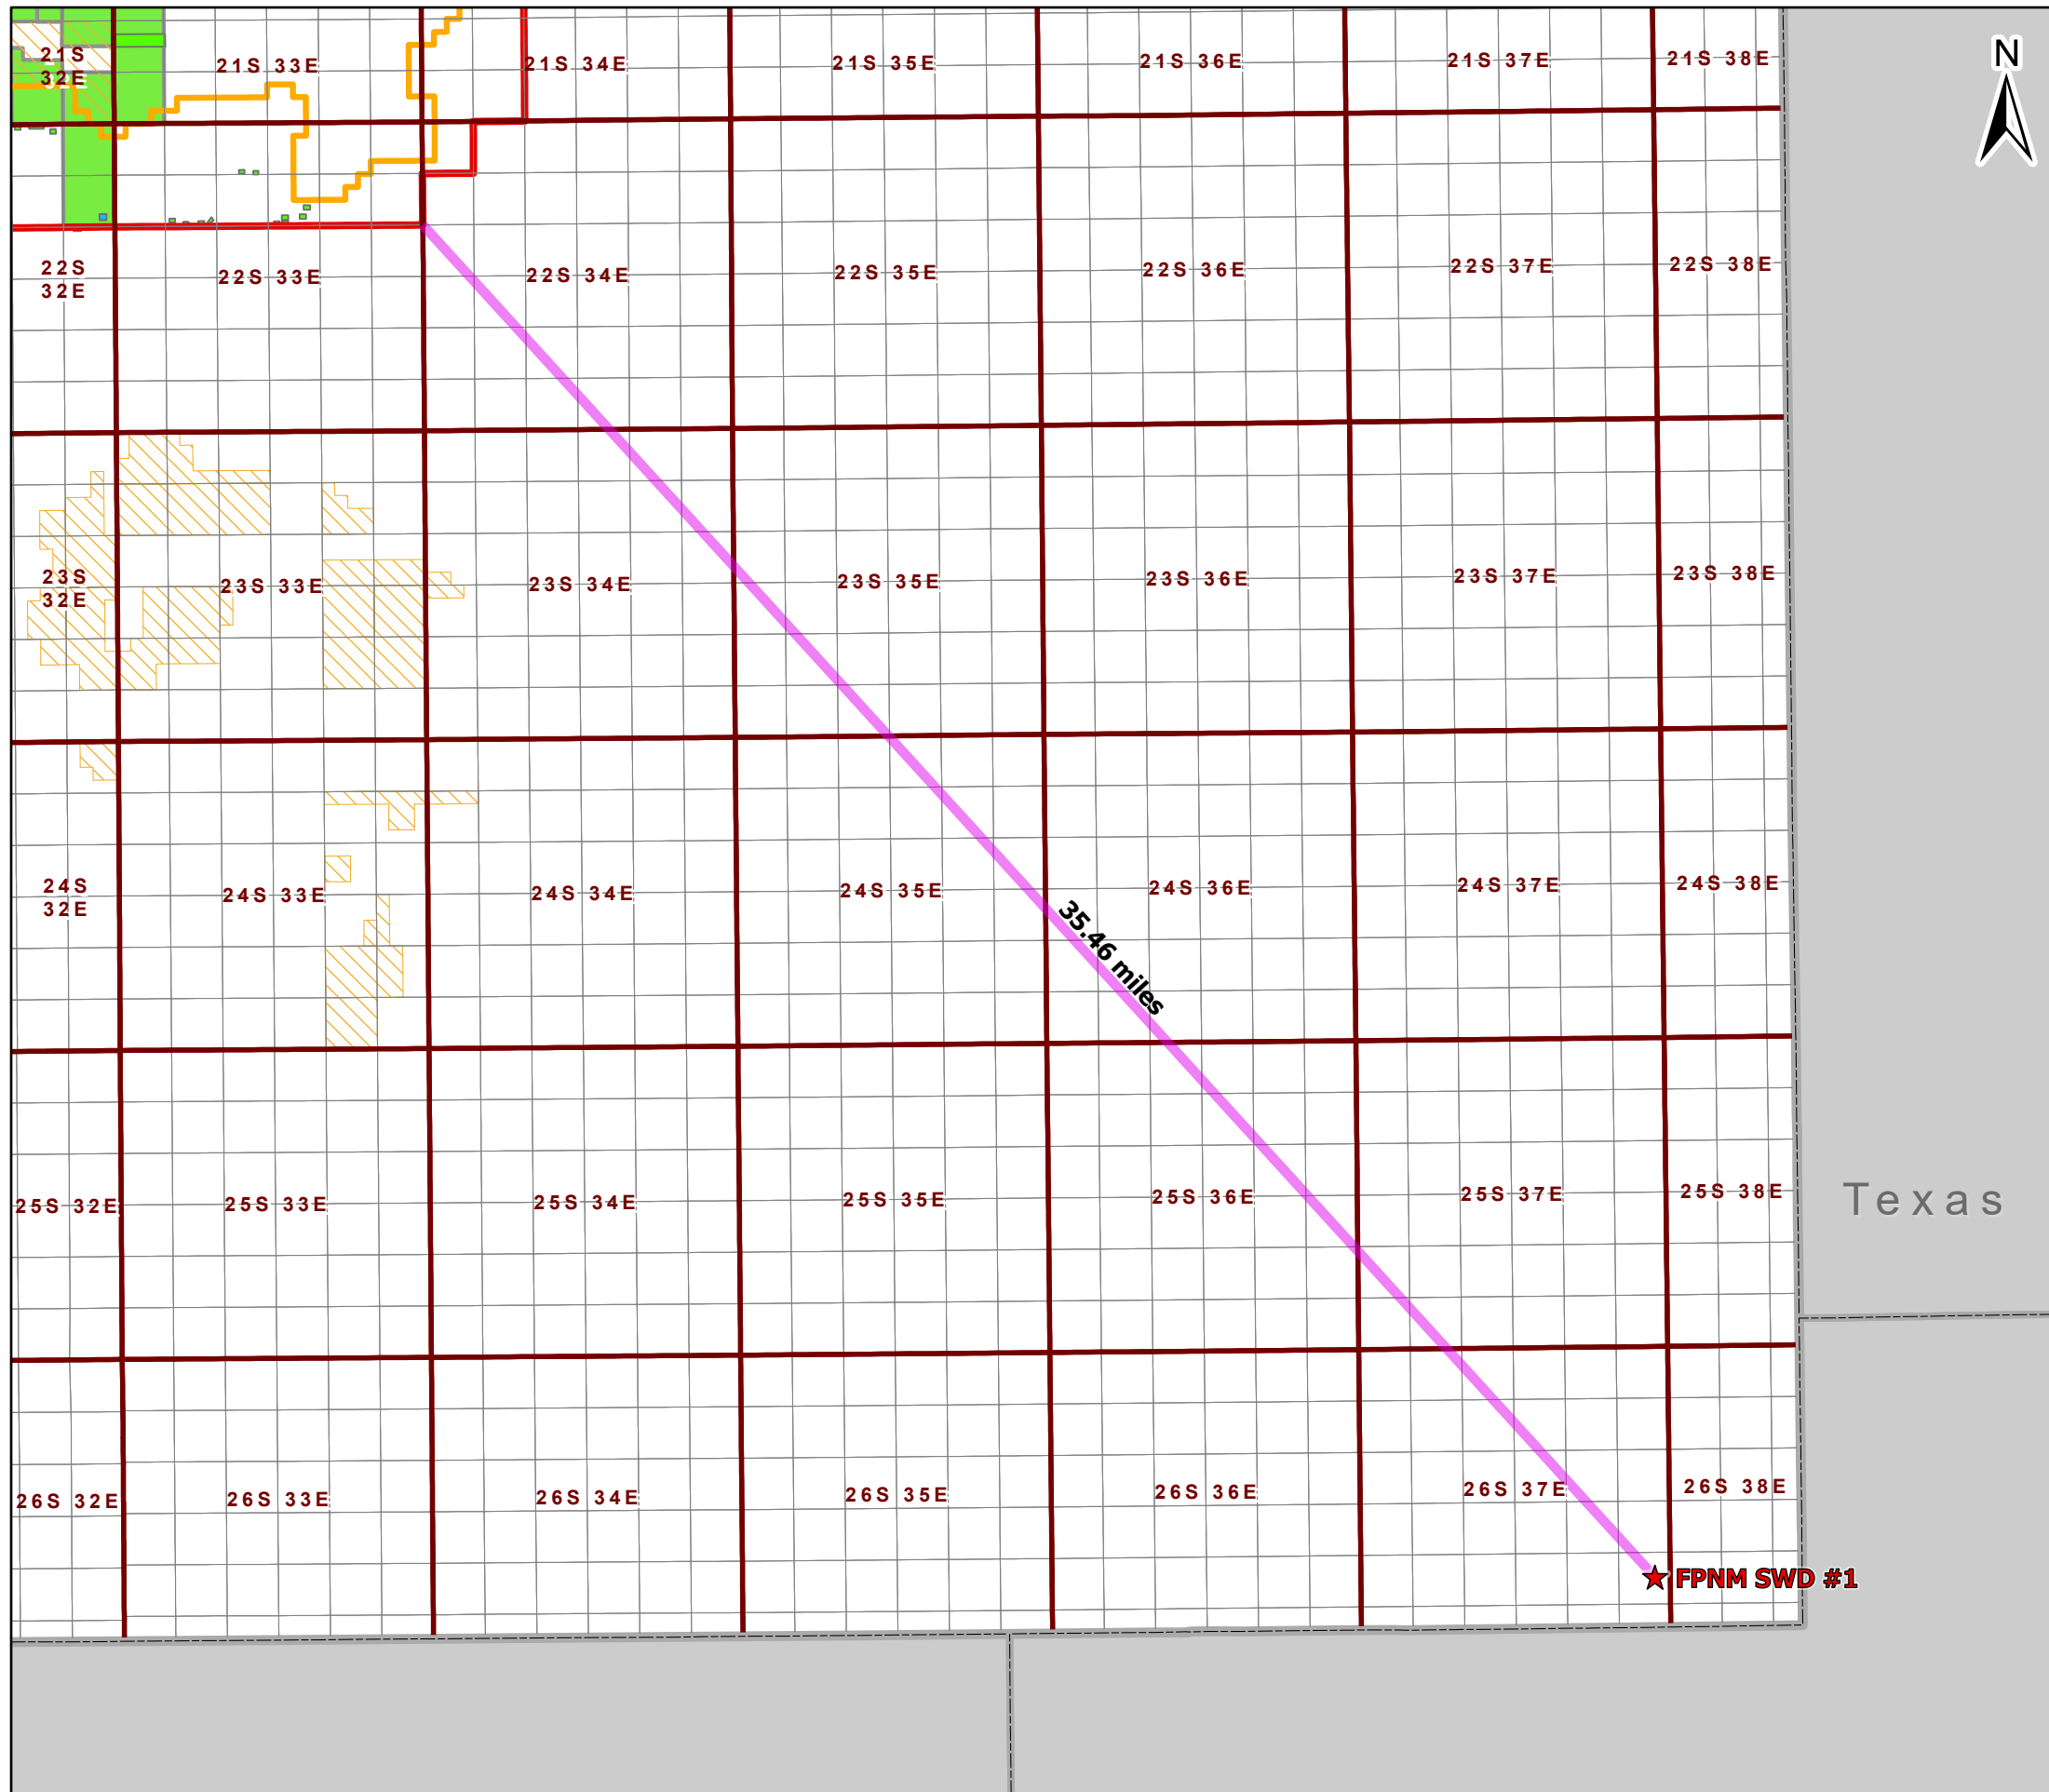 N
21S
32E
21S 33E
21S 34E
21S 35E
21S 36E
21S 37E
21S 38E
22S
32E
22S 33E
22S 34E
22S 35E
22S 36E
22S 37E
22S 38E
23S
32E
23S 33E
23S 34E
23S 35E
23S 36E
23S 37E
23S 38E
24S
32E
24S 33E
24S 34E
24S 35E
24S 36E
24S 37E
24S 38E
35.46 miles
25S 32E
25S 33E
25S 34E
25S 35E
25S 36E
25S 37E
25S 38E
Texas
26S 32E
26S 33E
26S 34E
26S 35E
26S 36E
26S 37E
26S 38E
FPNM SWD #1